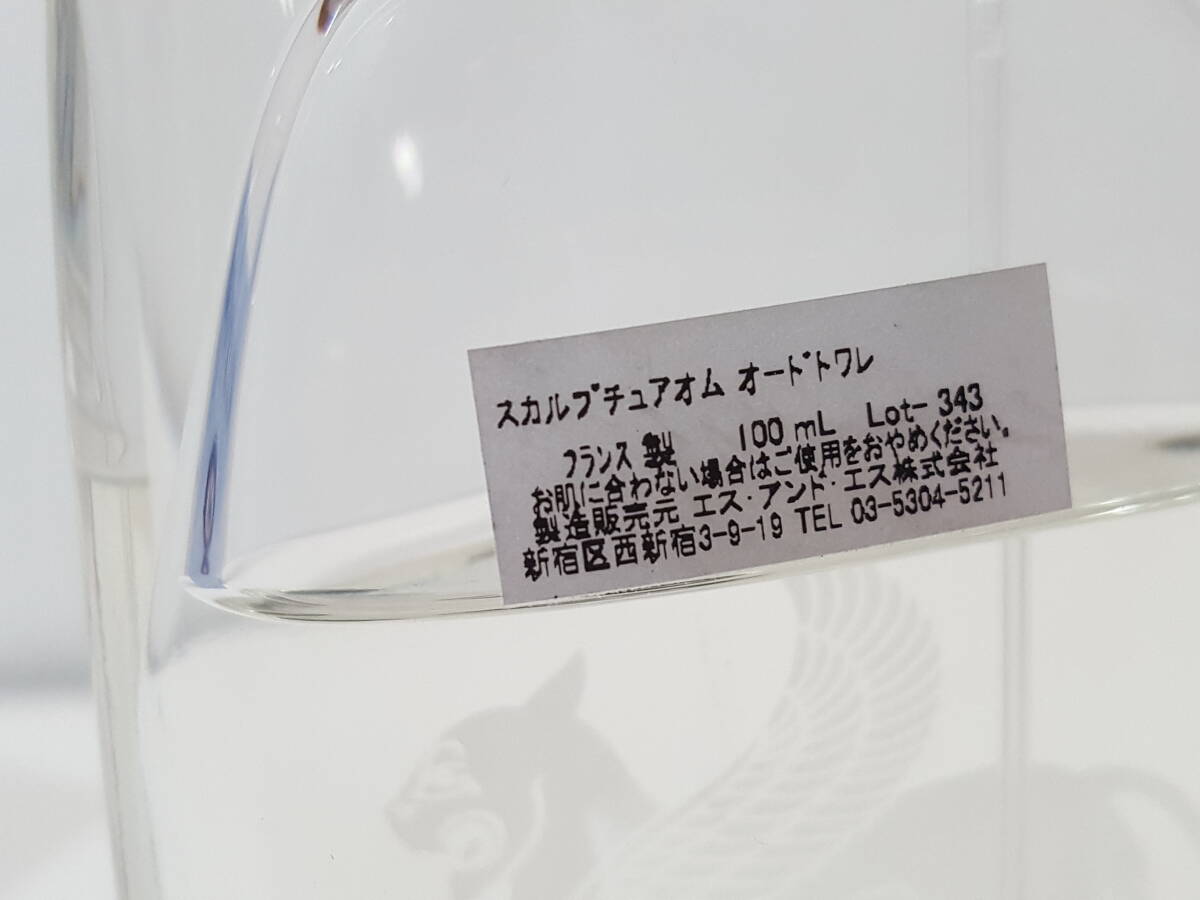 スカルプチュアオム オードトワレ
フランス製 100 mL Lot-343
お肌に合わない場合はご使用をおやめください。
製造販売元 エス・アンド・エス株式会社
新宿区西新宿3-9-19 TEL 03-5304-5211